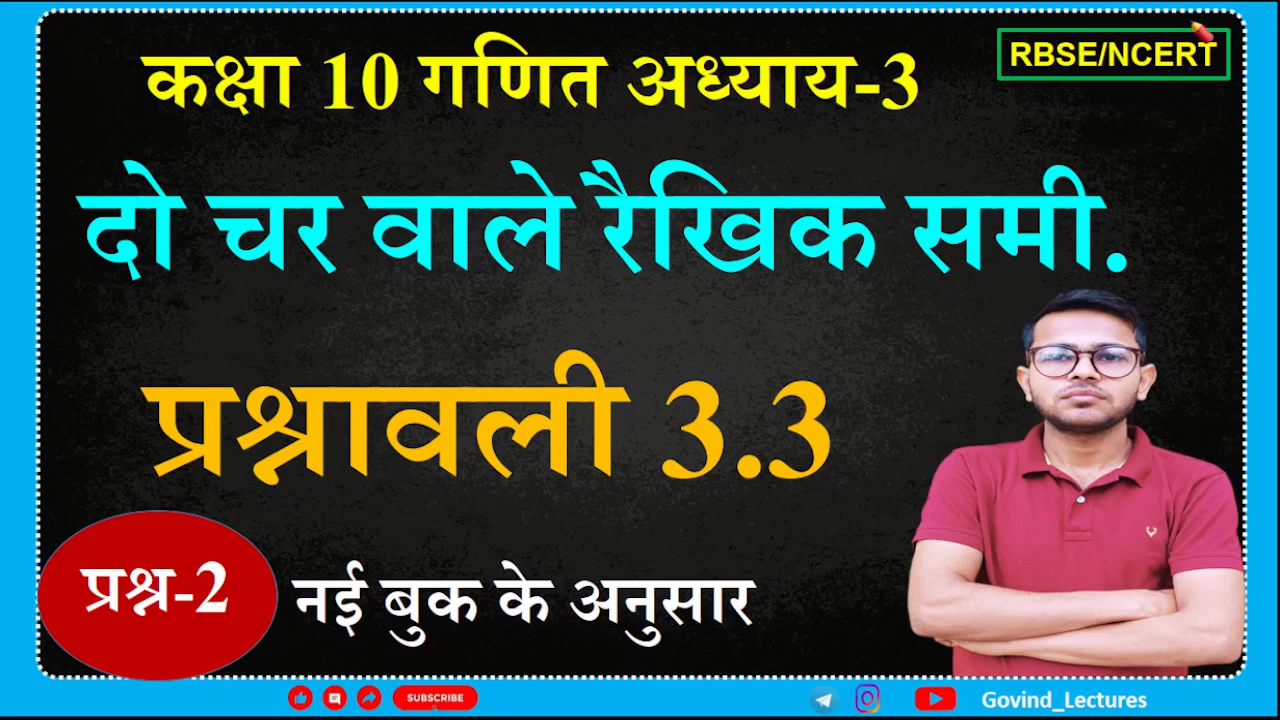 RBSE/NCERT
कक्षा 10 गणित अध्याय-3
दो चर वाले रैखिक समी.
प्रश्नावली 3.3
प्रश्न-2
नई बुक के अनुसार
SUBSCRIBE
Govind_Lectures